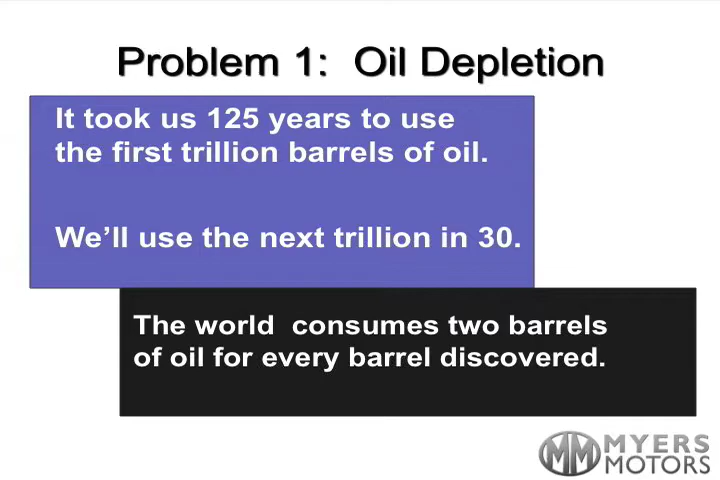 Problem 1: Oil Depletion
It took us 125 years to use
the first trillion barrels of oil.
We'll use the next trillion in 30.
The world consumes two barrels
of oil for every barrel discovered.
MM MYERS
MOTORS